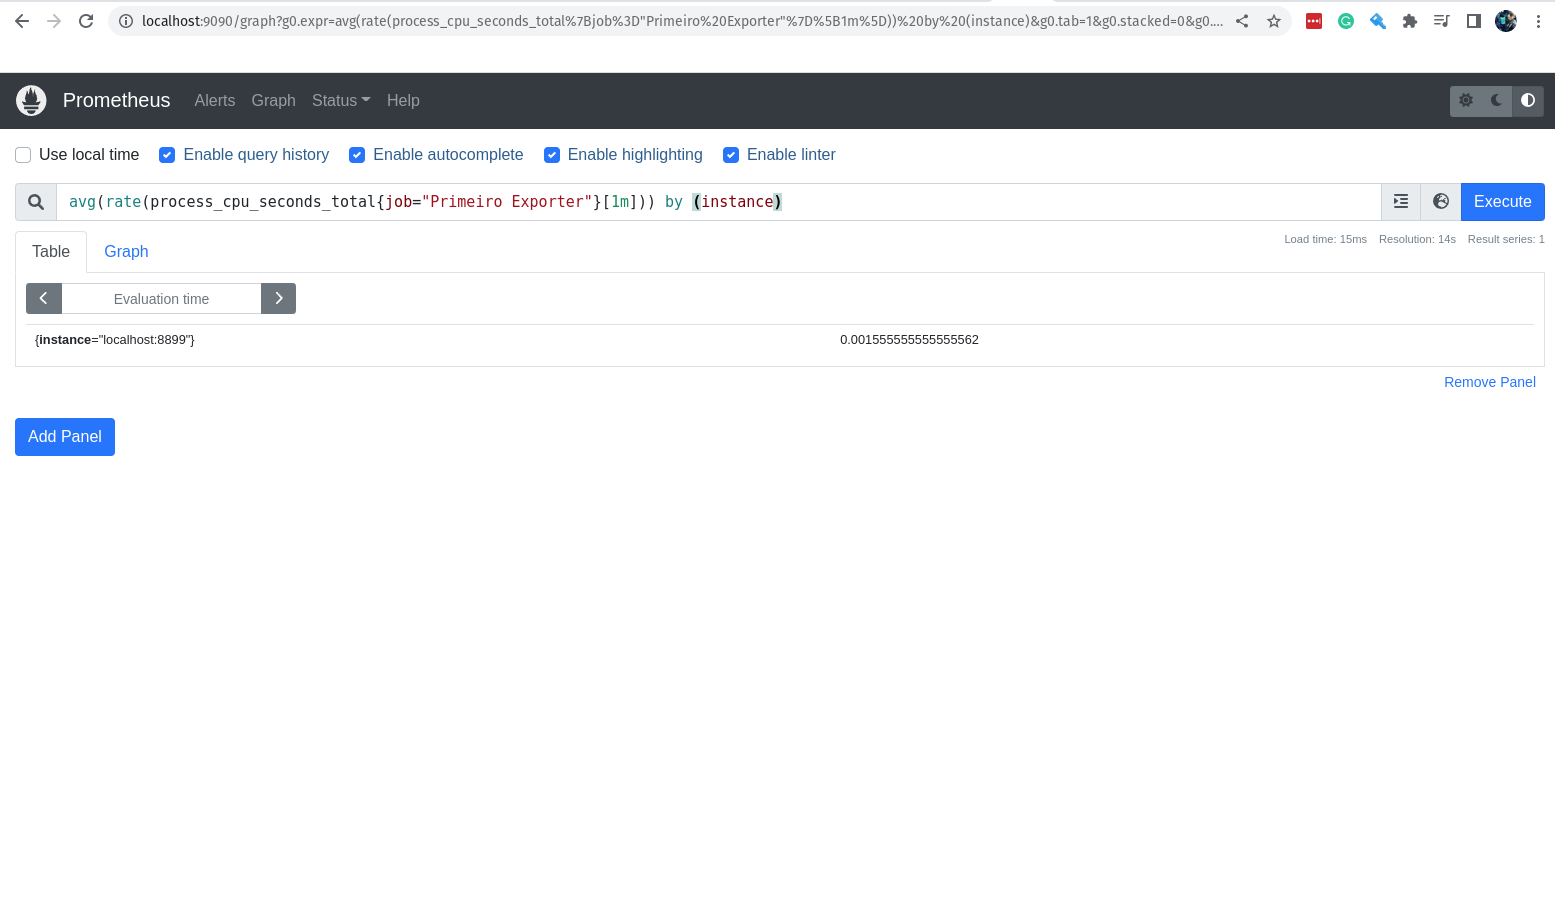 localhost:9090/graph?g0.expr=avg(rate(process_cpu_seconds_total%7Bjob%3D"Primeiro%20Exporter"%7D%5B1m%5D))%20by%20(instance)&g0.tab=1&g0.stacked=0&g0....
Prometheus Alerts Graph Status Help
Use local time Enable query history Enable autocomplete Enable highlighting Enable linter
avg(rate(process_cpu_seconds_total{job="Primeiro Exporter"}[1m])) by (instance) Execute
Table Graph Load time: 15ms Resolution: 14s Result series: 1
Evaluation time
{instance="localhost:8899"} 0.001555555555555562
Remove Panel
Add Panel